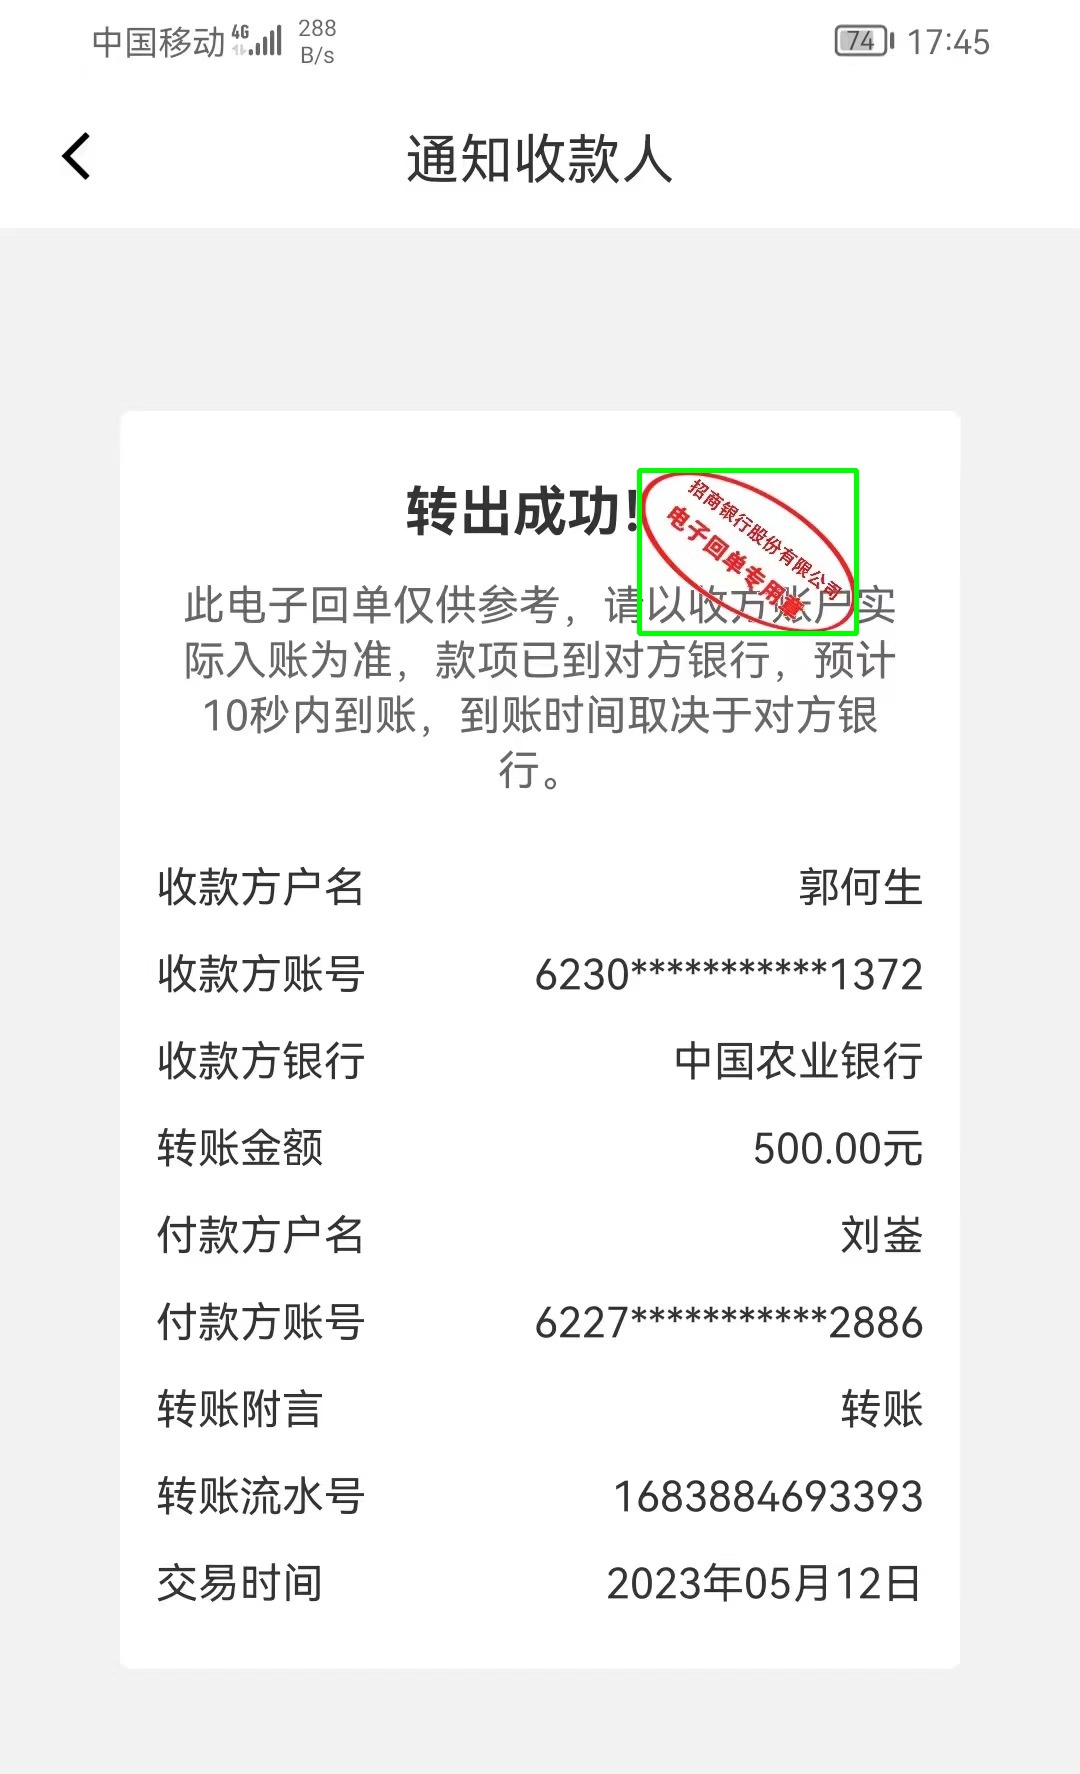 中国移动 4G 288 B/s 74 17:45
通知收款人
转出成功!
招商银行股份有限公司
电子回单专用章
此电子回单仅供参考，请以收方账户实
际入账为准，款项已到对方银行，预计
10秒内到账，到账时间取决于对方银
行。
收款方户名 郭何生
收款方账号 6230***********1372
收款方银行 中国农业银行
转账金额 500.00元
付款方户名 刘崟
付款方账号 6227***********2886
转账附言 转账
转账流水号 1683884693393
交易时间 2023年05月12日